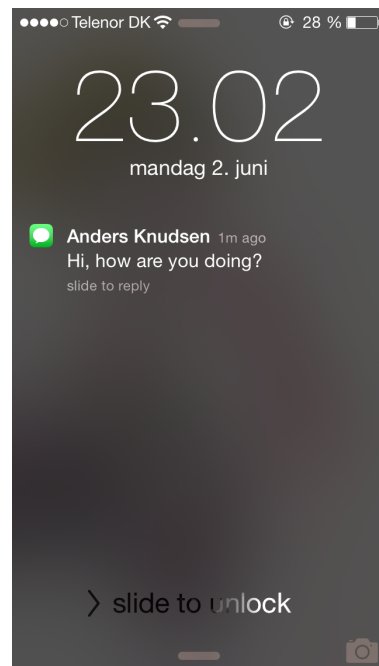 Telenor DK 28 %
23.02
mandag 2. juni
Anders Knudsen 1m ago
Hi, how are you doing?
slide to reply
slide to unlock